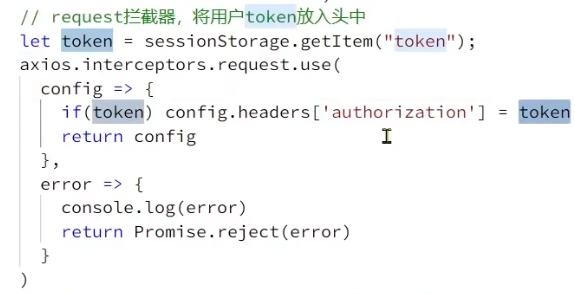 // request拦截器，将用户token放入头中
let token = sessionStorage.getItem("token");
axios.interceptors.request.use(
  config => {
    if(token) config.headers['authorization'] = token
    return config
  },
  error => {
    console.log(error)
    return Promise.reject(error)
  }
)